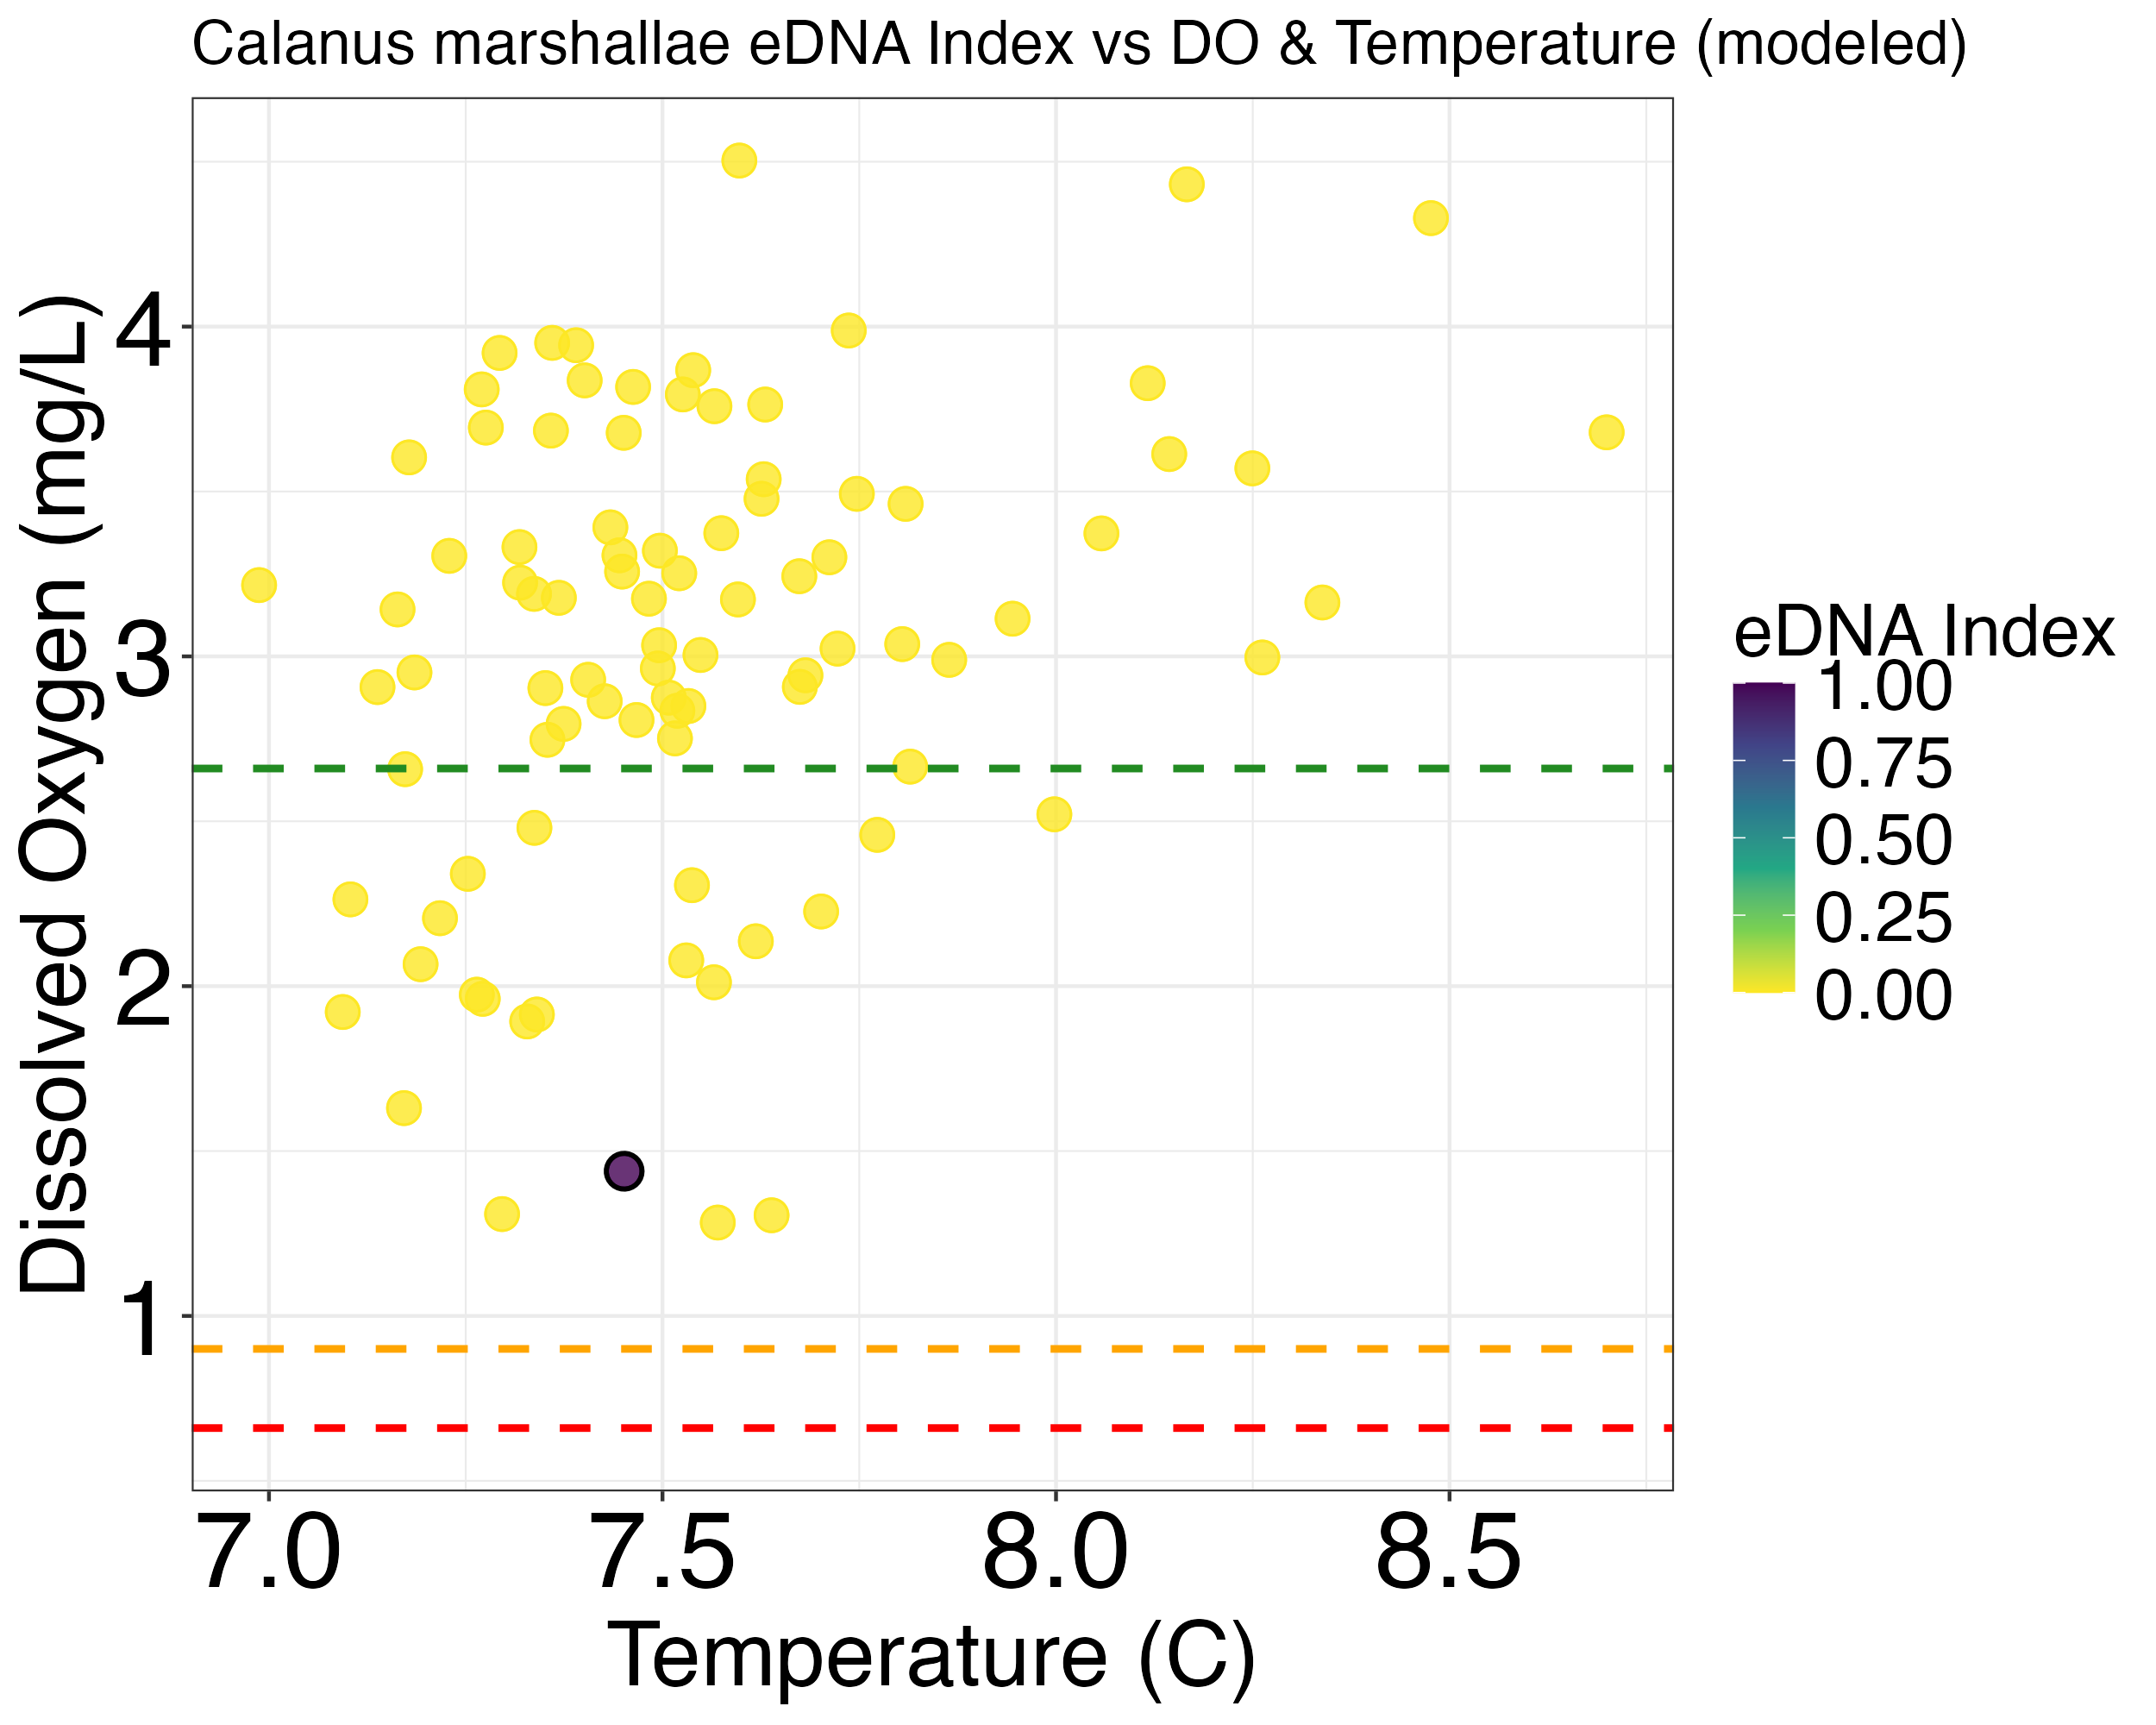 Calanus marshallae eDNA Index vs DO & Temperature (modeled)
Dissolved Oxygen (mg/L)
4
3
2
1
7.0 7.5 8.0 8.5
Temperature (C)
eDNA Index
1.00
0.75
0.50
0.25
0.00